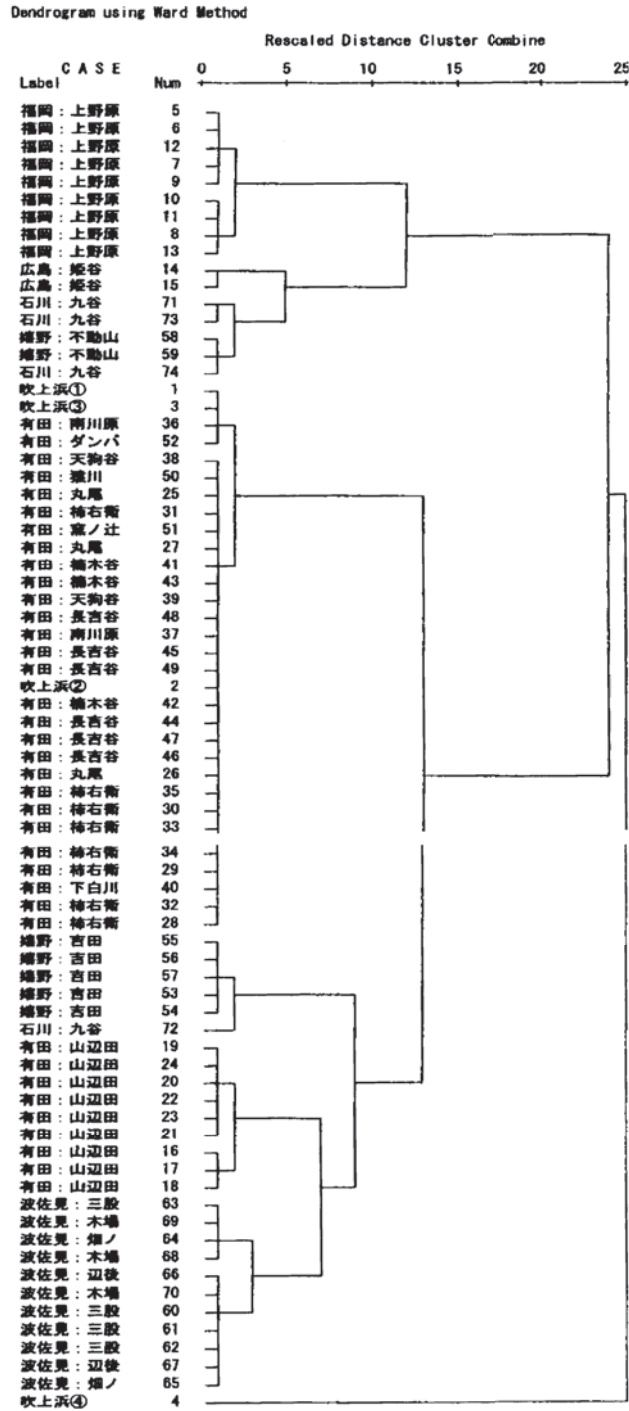 Dendrogram using Ward Method
Rescaled Distance Cluster Combine
C A S E 0 5 10 15 20 25
Label Num
福岡：上野原 5
福岡：上野原 6
福岡：上野原 12
福岡：上野原 7
福岡：上野原 9
福岡：上野原 10
福岡：上野原 11
福岡：上野原 8
福岡：上野原 13
広島：姫谷 14
広島：姫谷 15
石川：九谷 71
石川：九谷 73
嬉野：不動山 58
嬉野：不動山 59
石川：九谷 74
吹上浜① 1
吹上浜③ 3
有田：南川原 36
有田：ダンバ 52
有田：天狗谷 38
有田：猿川 50
有田：丸尾 25
有田：柿右衛 31
有田：窯ノ辻 51
有田：丸尾 27
有田：楠木谷 41
有田：楠木谷 43
有田：天狗谷 39
有田：長吉谷 48
有田：南川原 37
有田：長吉谷 45
有田：長吉谷 49
吹上浜② 2
有田：楠木谷 42
有田：長吉谷 44
有田：長吉谷 47
有田：長吉谷 46
有田：丸尾 26
有田：柿右衛 35
有田：柿右衛 30
有田：柿右衛 33
有田：柿右衛 34
有田：柿右衛 29
有田：下白川 40
有田：柿右衛 32
有田：柿右衛 28
嬉野：吉田 55
嬉野：吉田 56
嬉野：吉田 57
嬉野：吉田 53
嬉野：吉田 54
石川：九谷 72
有田：山辺田 19
有田：山辺田 24
有田：山辺田 20
有田：山辺田 22
有田：山辺田 23
有田：山辺田 21
有田：山辺田 16
有田：山辺田 17
有田：山辺田 18
波佐見：三股 63
波佐見：木場 69
波佐見：畑ノ 64
波佐見：木場 68
波佐見：辺後 66
波佐見：木場 70
波佐見：三股 60
波佐見：三股 61
波佐見：三股 62
波佐見：辺後 67
波佐見：畑ノ 65
吹上浜④ 4